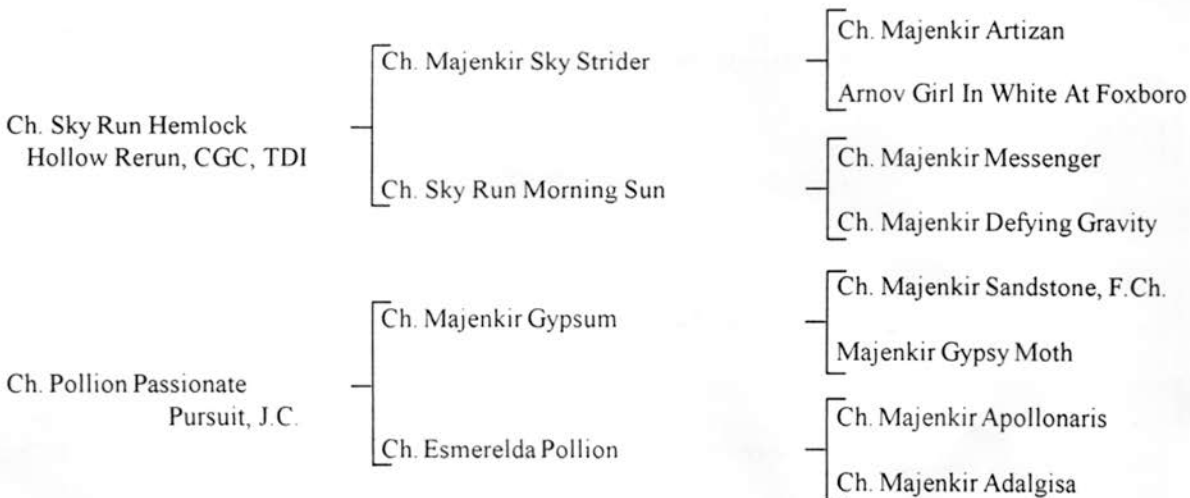 Ch. Majenkir Artizan
Ch. Majenkir Sky Strider
Arnov Girl In White At Foxboro
Ch. Sky Run Hemlock
Hollow Rerun, CGC, TDI
Ch. Majenkir Messenger
Ch. Sky Run Morning Sun
Ch. Majenkir Defying Gravity
Ch. Majenkir Sandstone, F.Ch.
Ch. Majenkir Gypsum
Majenkir Gypsy Moth
Ch. Pollion Passionate
Pursuit, J.C.
Ch. Majenkir Apollonaris
Ch. Esmerelda Pollion
Ch. Majenkir Adalgisa